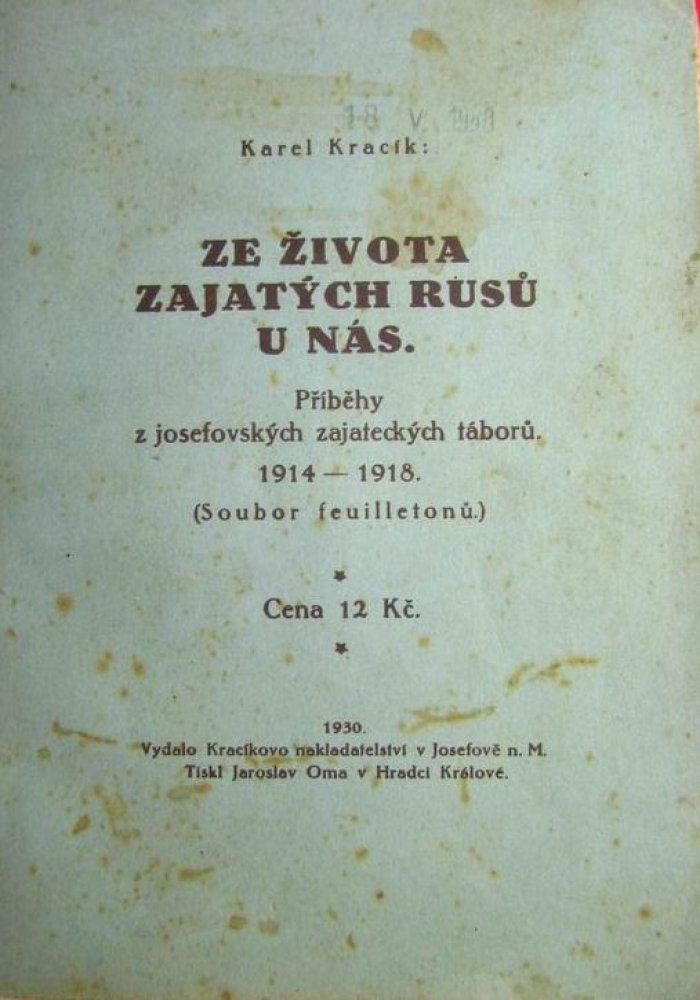 18 V.
Karel Kracík:
ZE ŽIVOTA
ZAJATÝCH RUSŮ
U NÁS.
Příběhy
z josefovských zajateckých táborů.
1914 — 1918.
(Soubor feuilletonů.)
Cena 12 Kč.
1930.
Vydalo Kracíkovo nakladatelství v Josefově n. M.
Tiskl Jaroslav Oma v Hradci Králové.